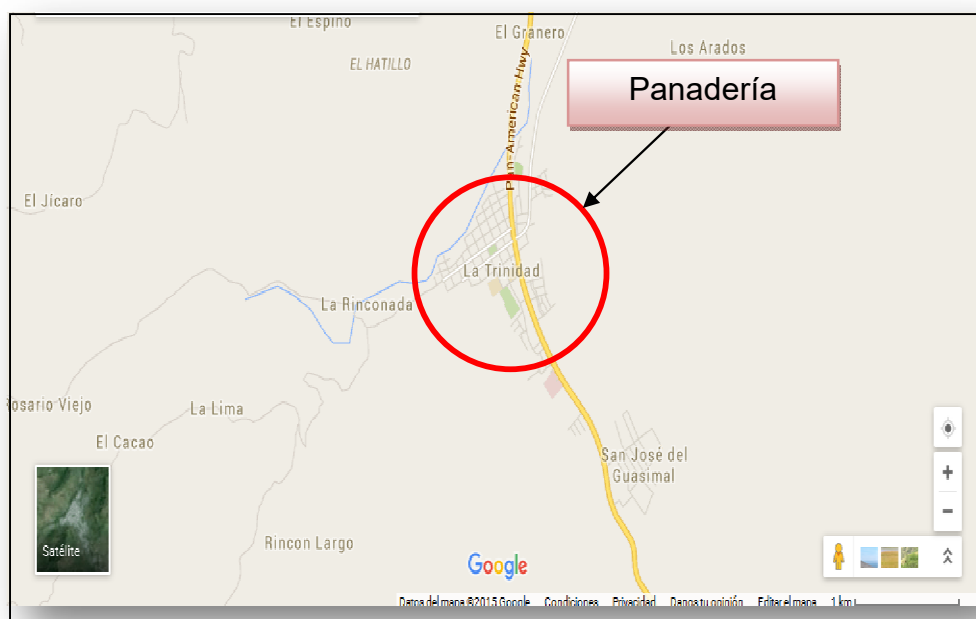 El Espino
El Granero
Los Arados
EL HATILLO
Pan-American Hwy
Panadería
El Jícaro
La Trinidad
La Rinconada
Rosario Viejo
La Lima
El Cacao
San José del
Guasimal
Satélite
Rincon Largo
Google
Datos del mapa ©2015 Google Condiciones Privacidad Danos tu opinión Editar el mapa 1 km